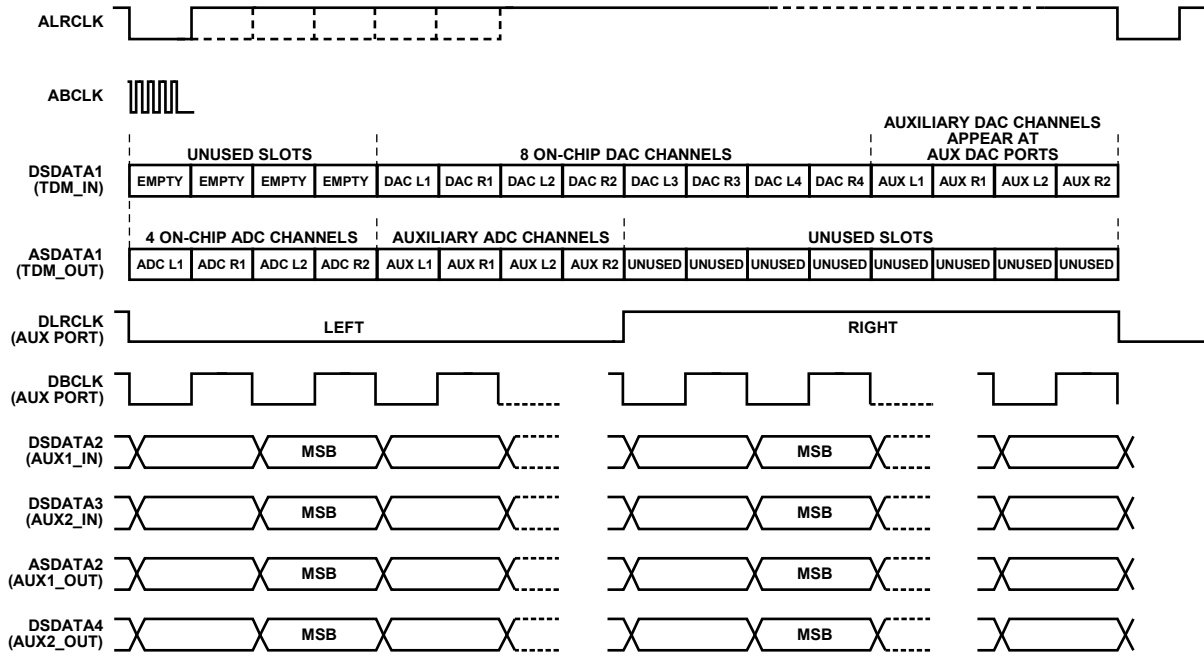 ALRCLK
ABCLK
AUXILIARY DAC CHANNELS
APPEAR AT
AUX DAC PORTS
UNUSED SLOTS
8 ON-CHIP DAC CHANNELS
DSDATA1
(TDM_IN)
EMPTY EMPTY EMPTY EMPTY DAC L1 DAC R1 DAC L2 DAC R2 DAC L3 DAC R3 DAC L4 DAC R4 AUX L1 AUX R1 AUX L2 AUX R2
4 ON-CHIP ADC CHANNELS
AUXILIARY ADC CHANNELS
UNUSED SLOTS
ASDATA1
(TDM_OUT)
ADC L1 ADC R1 ADC L2 ADC R2 AUX L1 AUX R1 AUX L2 AUX R2 UNUSED UNUSED UNUSED UNUSED UNUSED UNUSED UNUSED UNUSED
DLRCLK
(AUX PORT)
LEFT
RIGHT
DBCLK
(AUX PORT)
DSDATA2
(AUX1_IN)
MSB
MSB
DSDATA3
(AUX2_IN)
MSB
MSB
ASDATA2
(AUX1_OUT)
MSB
MSB
DSDATA4
(AUX2_OUT)
MSB
MSB